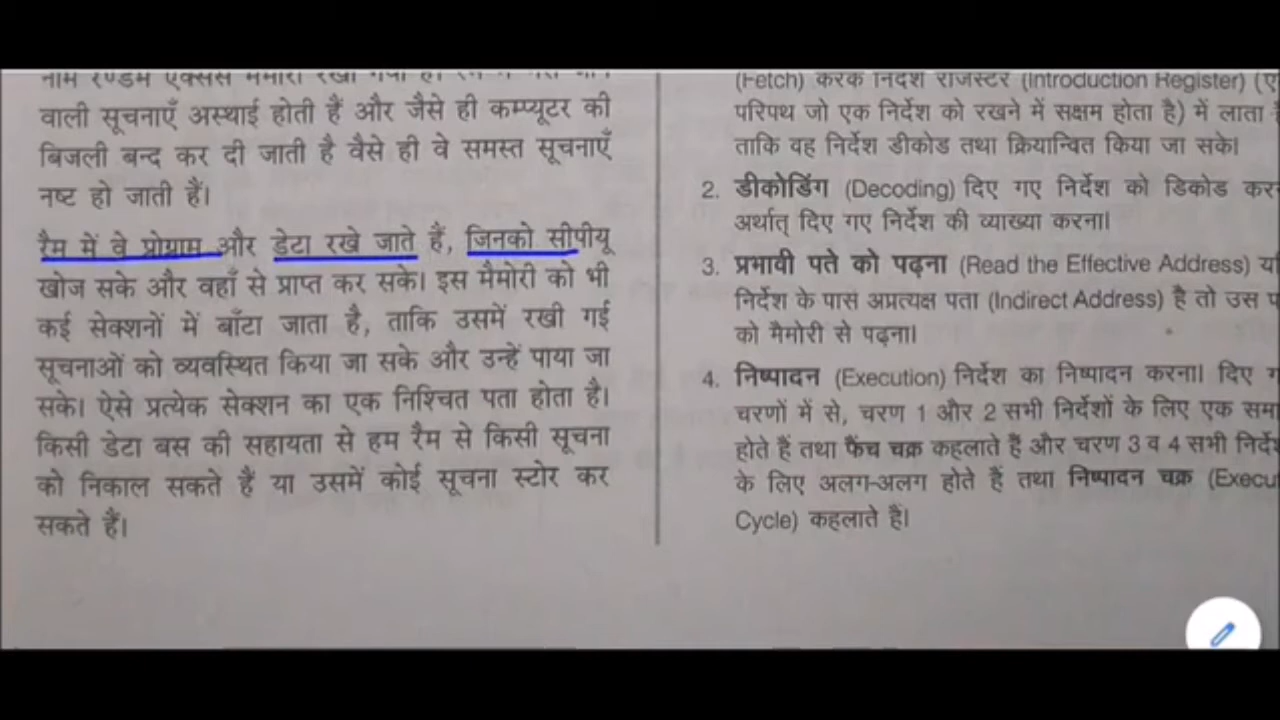 वाली सूचनाएँ अस्थाई होती हैं और जैसे ही कम्प्यूटर की
बिजली बन्द कर दी जाती है वैसे ही वे समस्त सूचनाएँ
नष्ट हो जाती हैं।
रैम में वे प्रोग्राम और डेटा रखे जाते हैं, जिनको सीपीयू
खोज सके और वहाँ से प्राप्त कर सके। इस मैमोरी को भी
कई सेक्शनों में बाँटा जाता है, ताकि उसमें रखी गई
सूचनाओं को व्यवस्थित किया जा सके और उन्हें पाया जा
सके। ऐसे प्रत्येक सेक्शन का एक निश्चित पता होता है।
किसी डेटा बस की सहायता से हम रैम से किसी सूचना
को निकाल सकते हैं या उसमें कोई सूचना स्टोर कर
सकते हैं।
(Fetch) करके निर्देश रजिस्टर (Introduction Register)
परिपथ जो एक निर्देश को रखने में सक्षम होता है) में लाता
ताकि वह निर्देश डीकोड तथा क्रियान्वित किया जा सके।
2. डीकोडिंग (Decoding) दिए गए निर्देश को डिकोड
अर्थात् दिए गए निर्देश की व्याख्या करना।
3. प्रभावी पते को पढ़ना (Read the Effective Address)
निर्देश के पास अप्रत्यक्ष पता (Indirect Address) है तो उस
को मैमोरी से पढ़ना।
4. निष्पादन (Execution) निर्देश का निष्पादन करना। दिए
चरणों में से, चरण 1 और 2 सभी निर्देशों के लिए एक
होते हैं तथा फैंच चक्र कहलाते हैं और चरण 3 व 4 सभी
के लिए अलग-अलग होते हैं तथा निष्पादन चक्र
Cycle) कहलाते हैं।